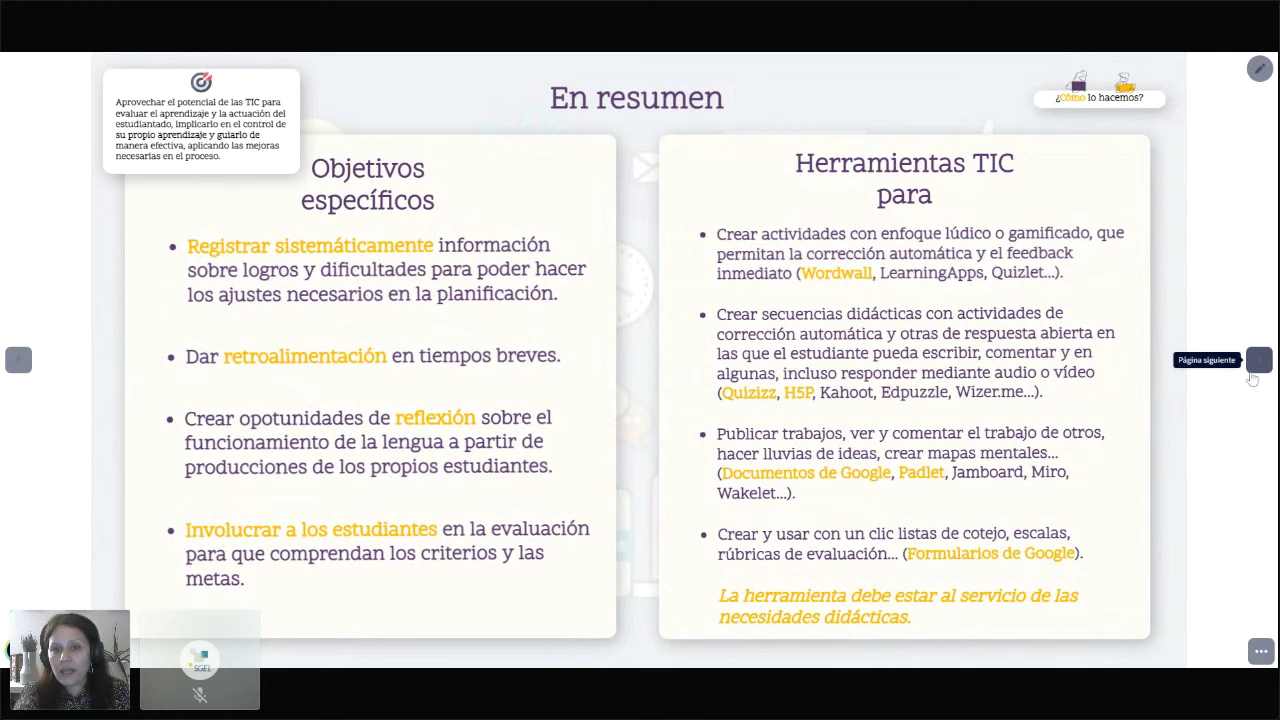 Aprovechar el potencial de las TIC para
evaluar el aprendizaje y la actuación del
estudiantado, implicarlo en el control de
su propio aprendizaje y guiarlo de
manera efectiva, aplicando las mejoras
necesarias en el proceso.
En resumen
¿Cómo lo hacemos?
Objetivos
específicos
• Registrar sistemáticamente información
sobre logros y dificultades para poder hacer
los ajustes necesarios en la planificación.
• Dar retroalimentación en tiempos breves.
• Crear opotunidades de reflexión sobre el
funcionamiento de la lengua a partir de
producciones de los propios estudiantes.
• Involucrar a los estudiantes en la evaluación
para que comprendan los criterios y las
metas.
Herramientas TIC
para
• Crear actividades con enfoque lúdico o gamificado, que
permitan la corrección automática y el feedback
inmediato (Wordwall, LearningApps, Quizlet...).
• Crear secuencias didácticas con actividades de
corrección automática y otras de respuesta abierta en
las que el estudiante pueda escribir, comentar y en
algunas, incluso responder mediante audio o vídeo
(Quizizz, H5P, Kahoot, Edpuzzle, Wizer.me...).
• Publicar trabajos, ver y comentar el trabajo de otros,
hacer lluvias de ideas, crear mapas mentales...
(Documentos de Google, Padlet, Jamboard, Miro,
Wakelet...).
• Crear y usar con un clic listas de cotejo, escalas,
rúbricas de evaluación... (Formularios de Google).
La herramienta debe estar al servicio de las
necesidades didácticas.
Página siguiente
SGEL